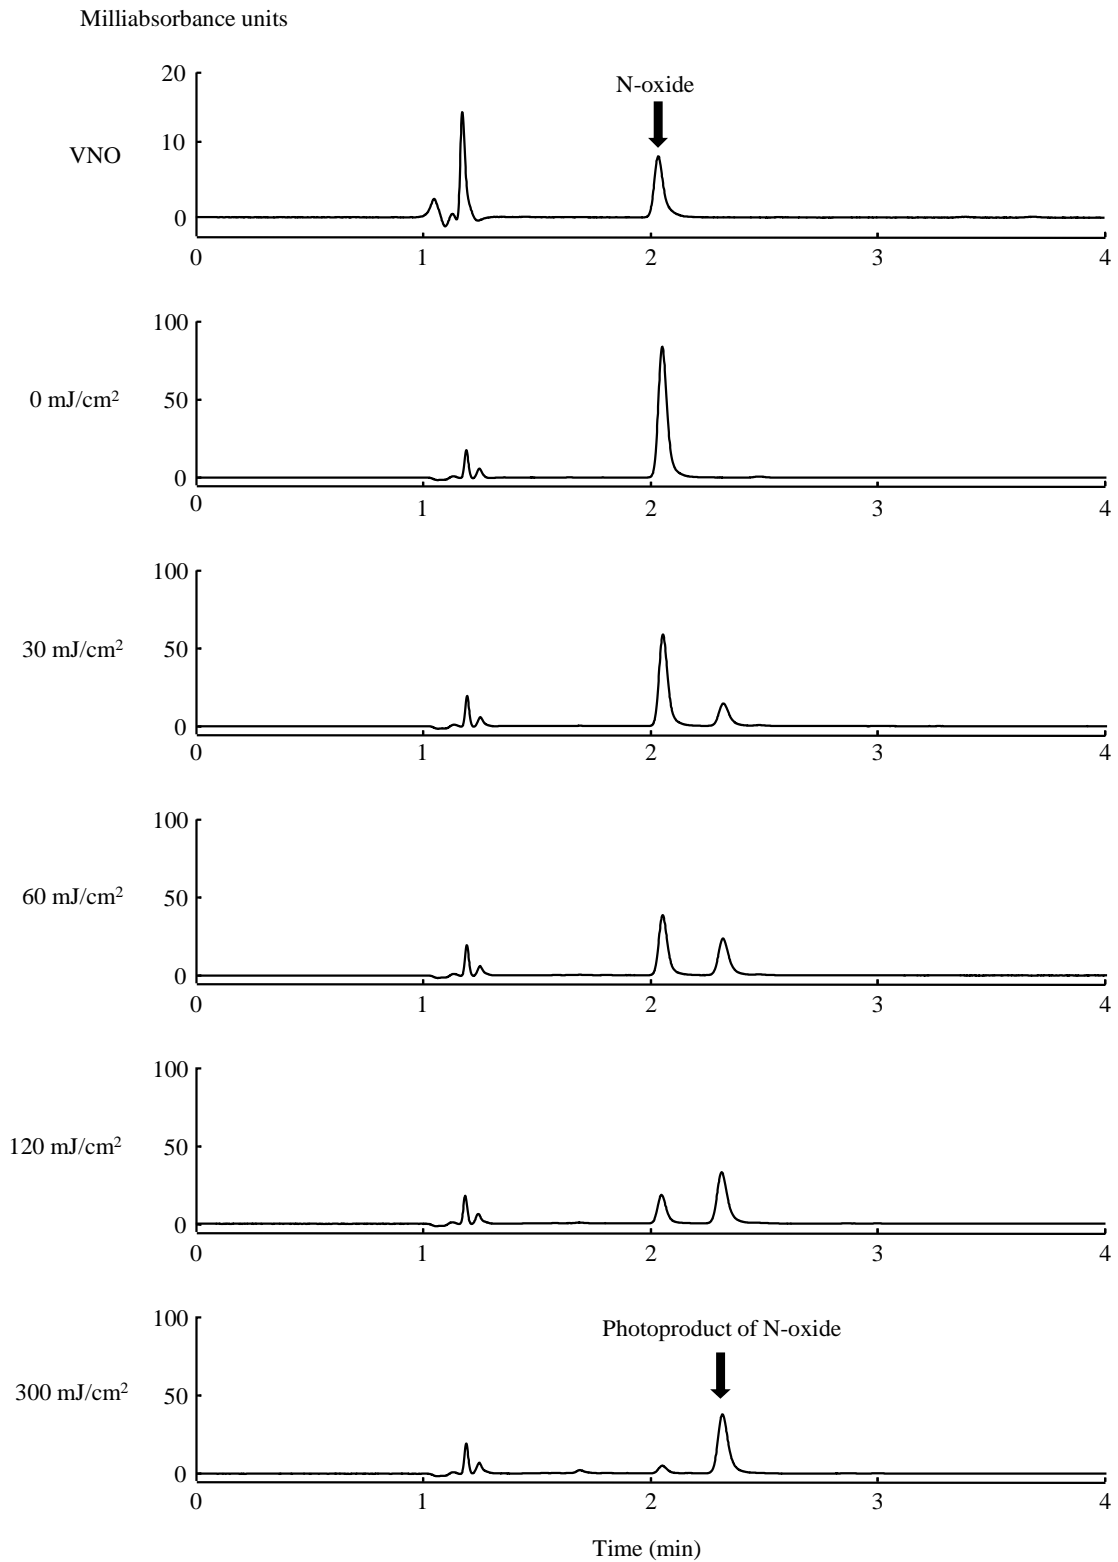 Milliabsorbance units
20
N-oxide
10
VNO
0
0 1 2 3 4
100
50
0 mJ/cm²
0
0 1 2 3 4
100
50
30 mJ/cm²
0
0 1 2 3 4
100
50
60 mJ/cm²
0
0 1 2 3 4
100
50
120 mJ/cm²
0
0 1 2 3 4
100
Photoproduct of N-oxide
50
300 mJ/cm²
0
0 1 2 3 4
Time (min)